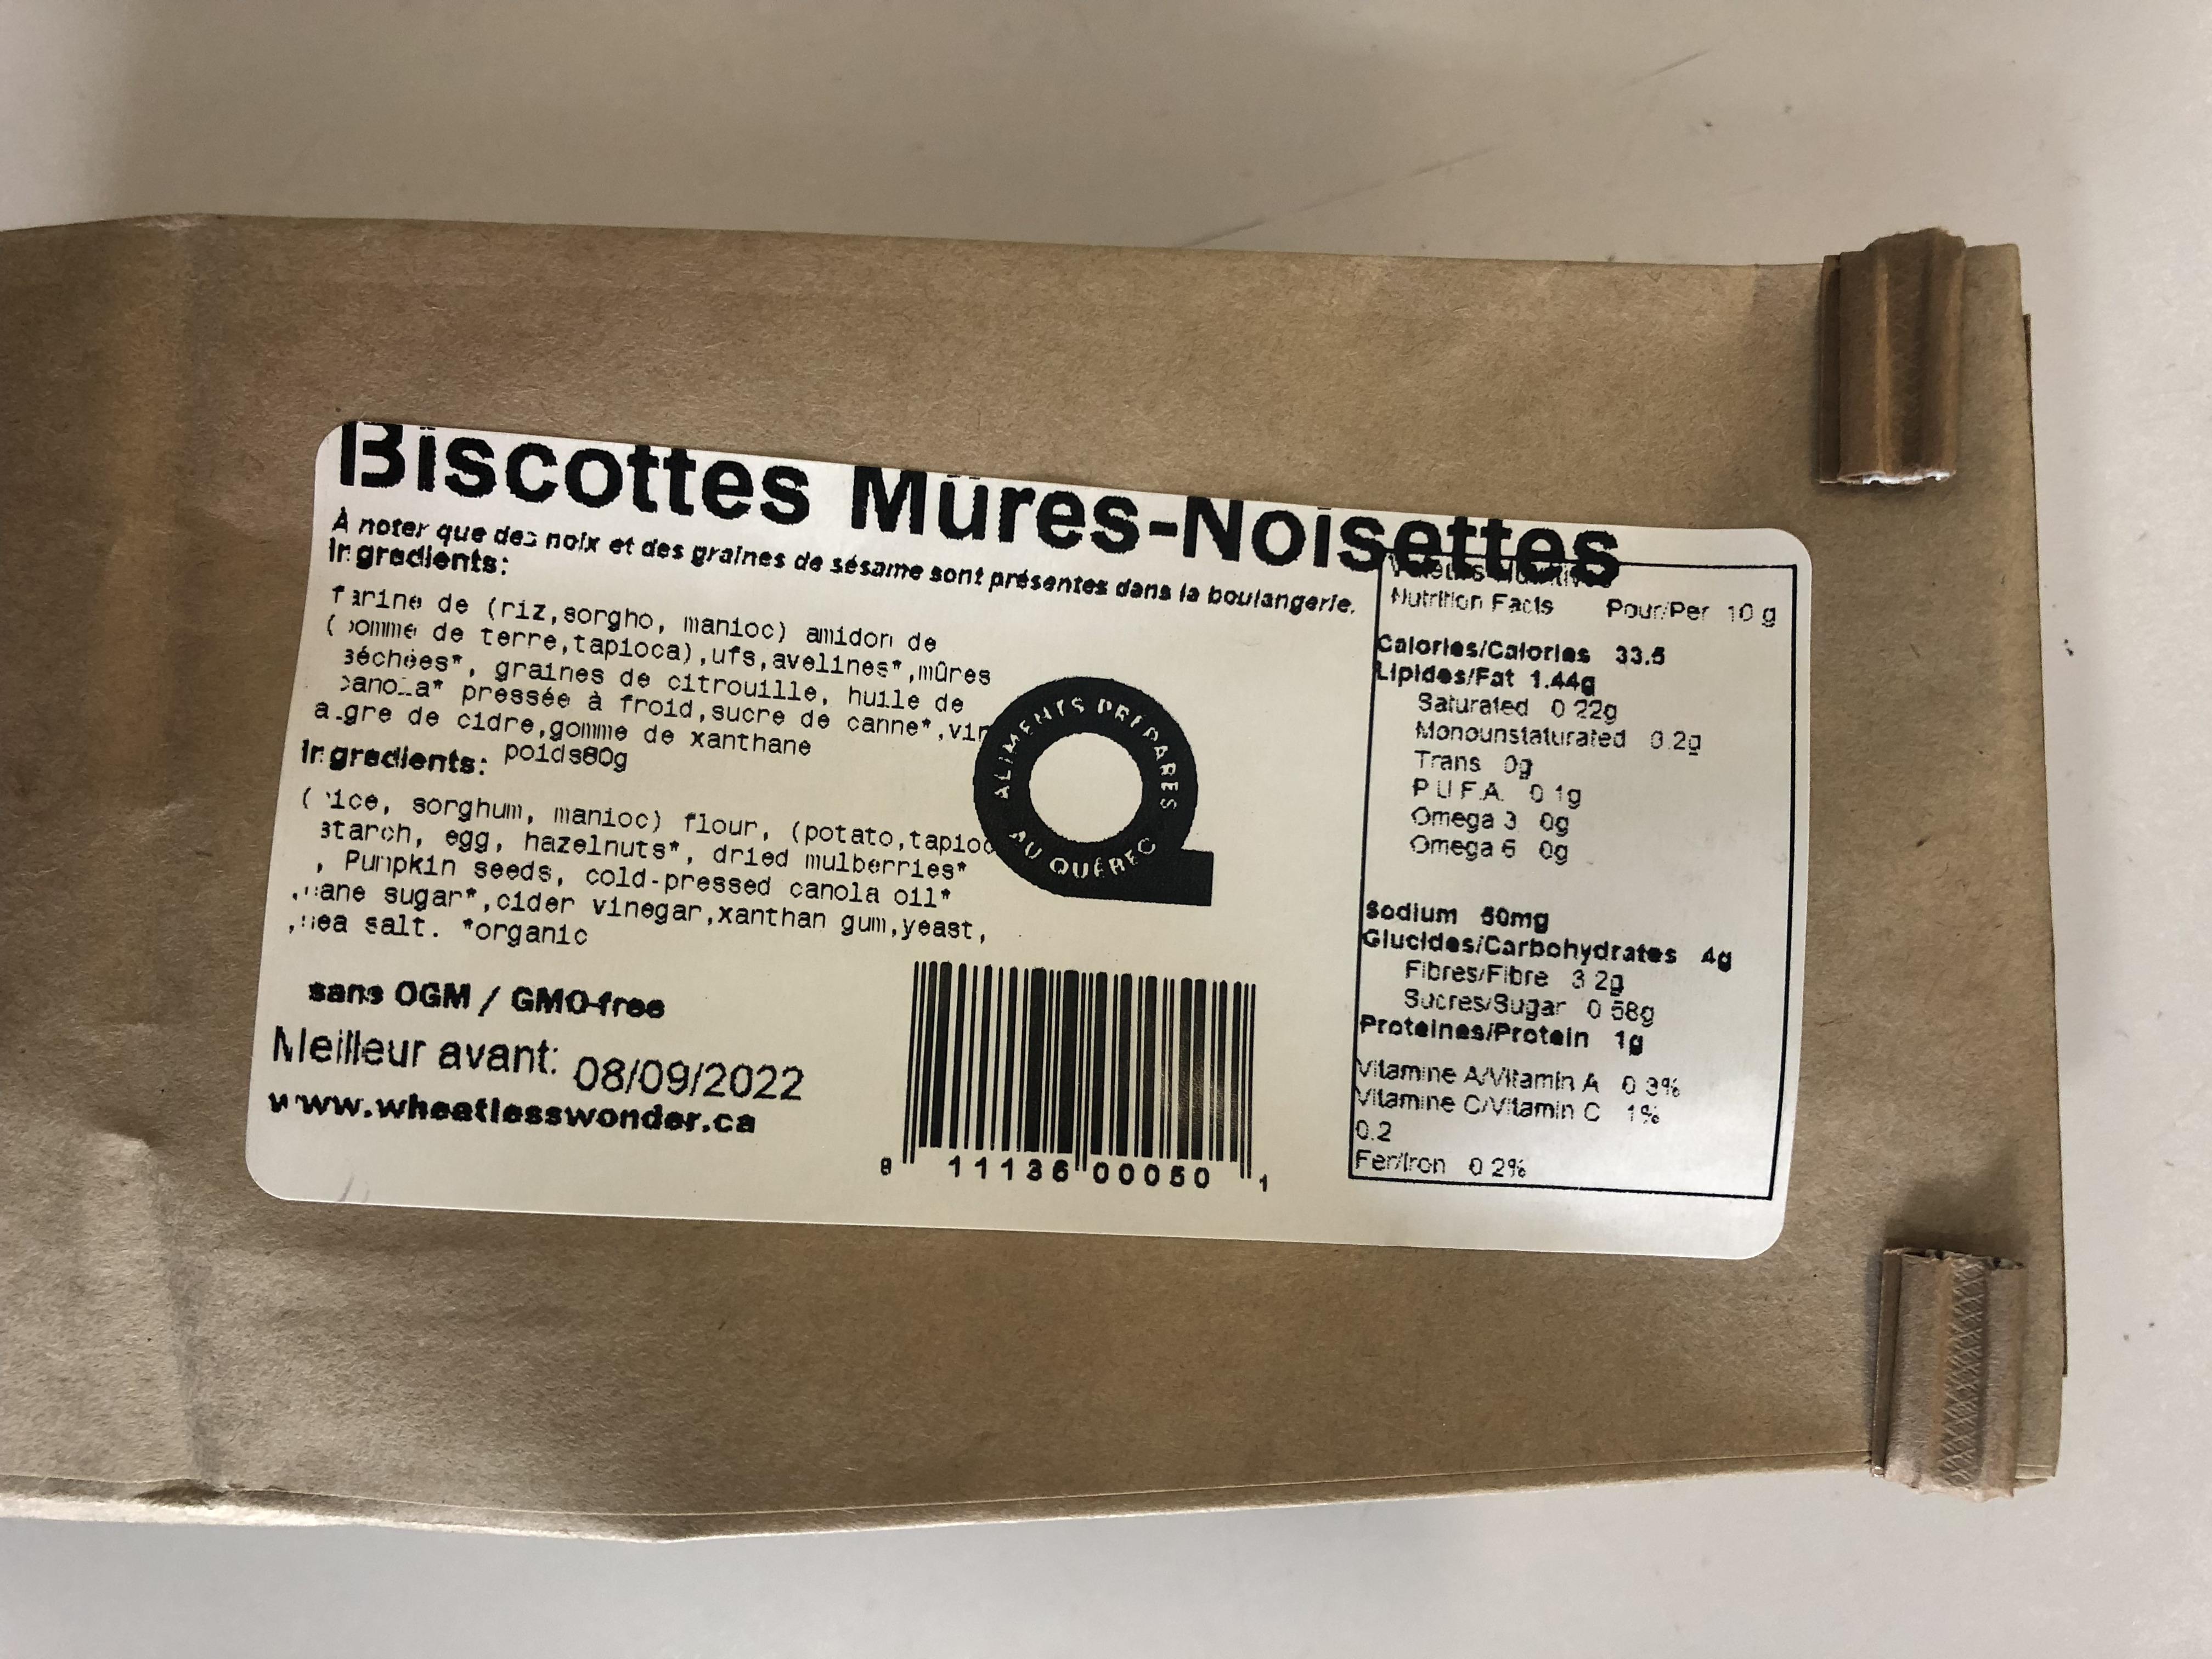 Biscottes Mûres-Noisettes
À noter que des noix et des graines de sésame sont présentes dans la boulangerie.
Ingredients:
farine de (riz,sorgho, manioc) amidon de
(pomme de terre,tapioca),ufs,avelines*,mûres
séchées*, graines de citrouille, huile de
canola* pressée à froid,sucre de canne*,vin
aigre de cidre,gomme de xanthane
poids80g
Ingredients:
(rice, sorghum, manioc) flour, (potato,tapioc
starch, egg, hazelnuts*, dried mulberries*
, Pumpkin seeds, cold-pressed canola oil*
,cane sugar*,cider vinegar,xanthan gum,yeast,
,sea salt. *organic
sans OGM / GMO-free
Meilleur avant: 08/09/2022
www.wheatlesswonder.ca
ALIMENTS PRÉPARÉS
AU QUÉBEC
8 11136 00050 1
Nutrition Facts Pour/Per 10 g
Calories/Calories 33.5
Lipides/Fat 1.44g
Saturated 0.22g
Monounstaturated 0.2g
Trans 0g
P.U.F.A. 0.1g
Omega 3 0g
Omega 6 0g
Sodium 50mg
Glucides/Carbohydrates 4g
Fibres/Fibre 3.2g
Sucres/Sugar 0.58g
Proteines/Protein 1g
Vitamine A/Vitamin A 0.3%
Vitamine C/Vitamin C 1%
0.2
Fer/Iron 0.2%